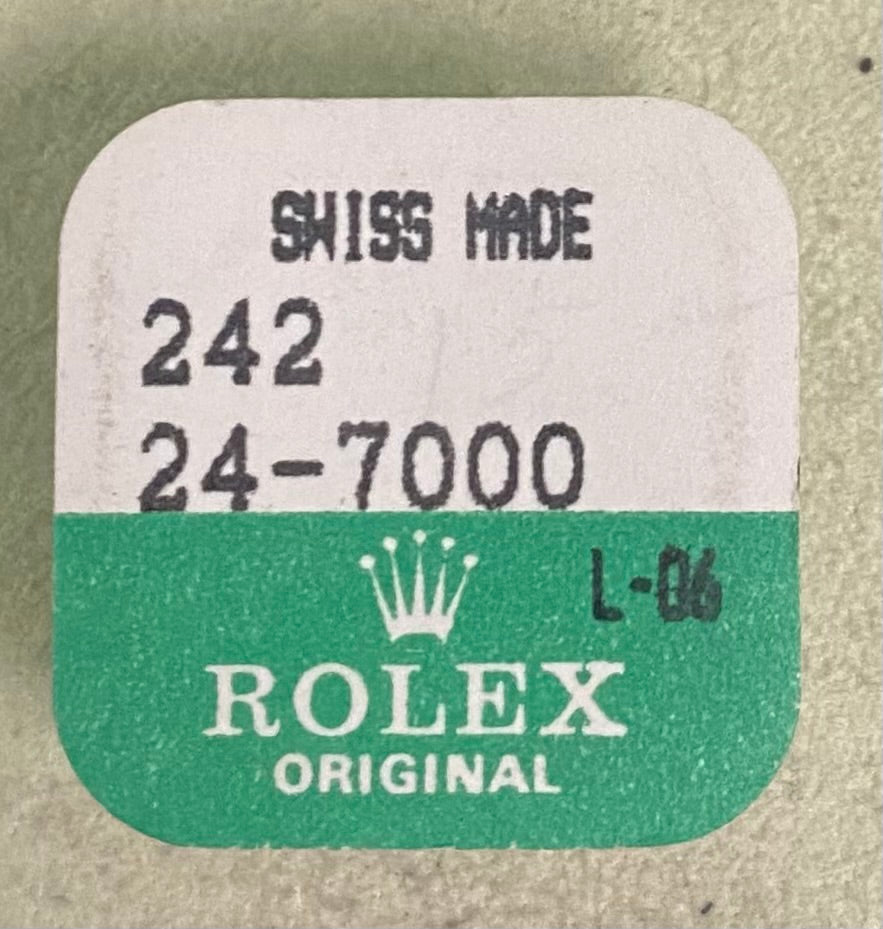 SWISS MADE
242
24-7000
L-06
ROLEX
ORIGINAL